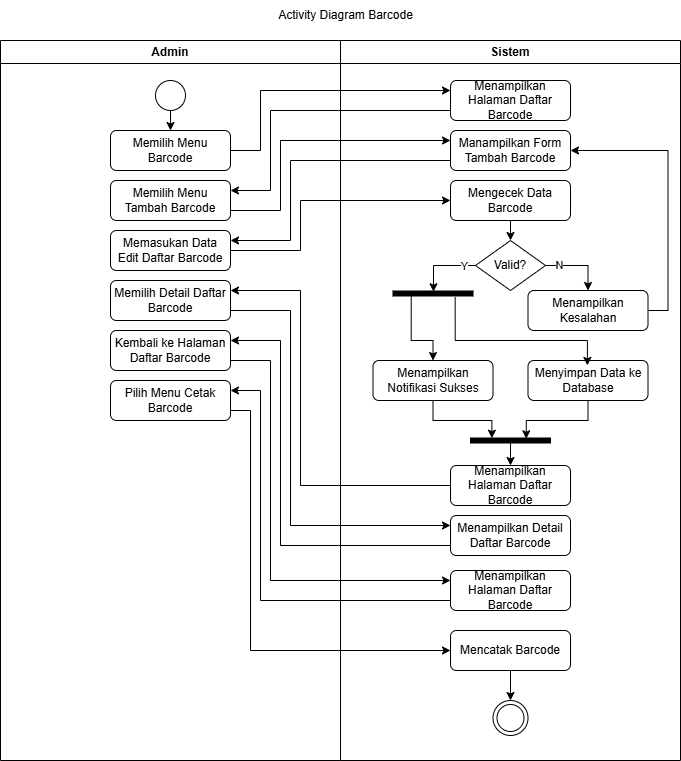 Activity Diagram Barcode
Admin
Sistem
Memilih Menu
Barcode
Menampilkan
Halaman Daftar
Barcode
Memilih Menu
Tambah Barcode
Manampilkan Form
Tambah Barcode
Memasukan Data
Edit Daftar Barcode
Mengecek Data
Barcode
Valid?
Y
N
Menampilkan
Kesalahan
Memilih Detail Daftar
Barcode
Kembali ke Halaman
Daftar Barcode
Pilih Menu Cetak
Barcode
Menampilkan
Notifikasi Sukses
Menyimpan Data ke
Database
Menampilkan
Halaman Daftar
Barcode
Menampilkan Detail
Daftar Barcode
Menampilkan
Halaman Daftar
Barcode
Mencatak Barcode